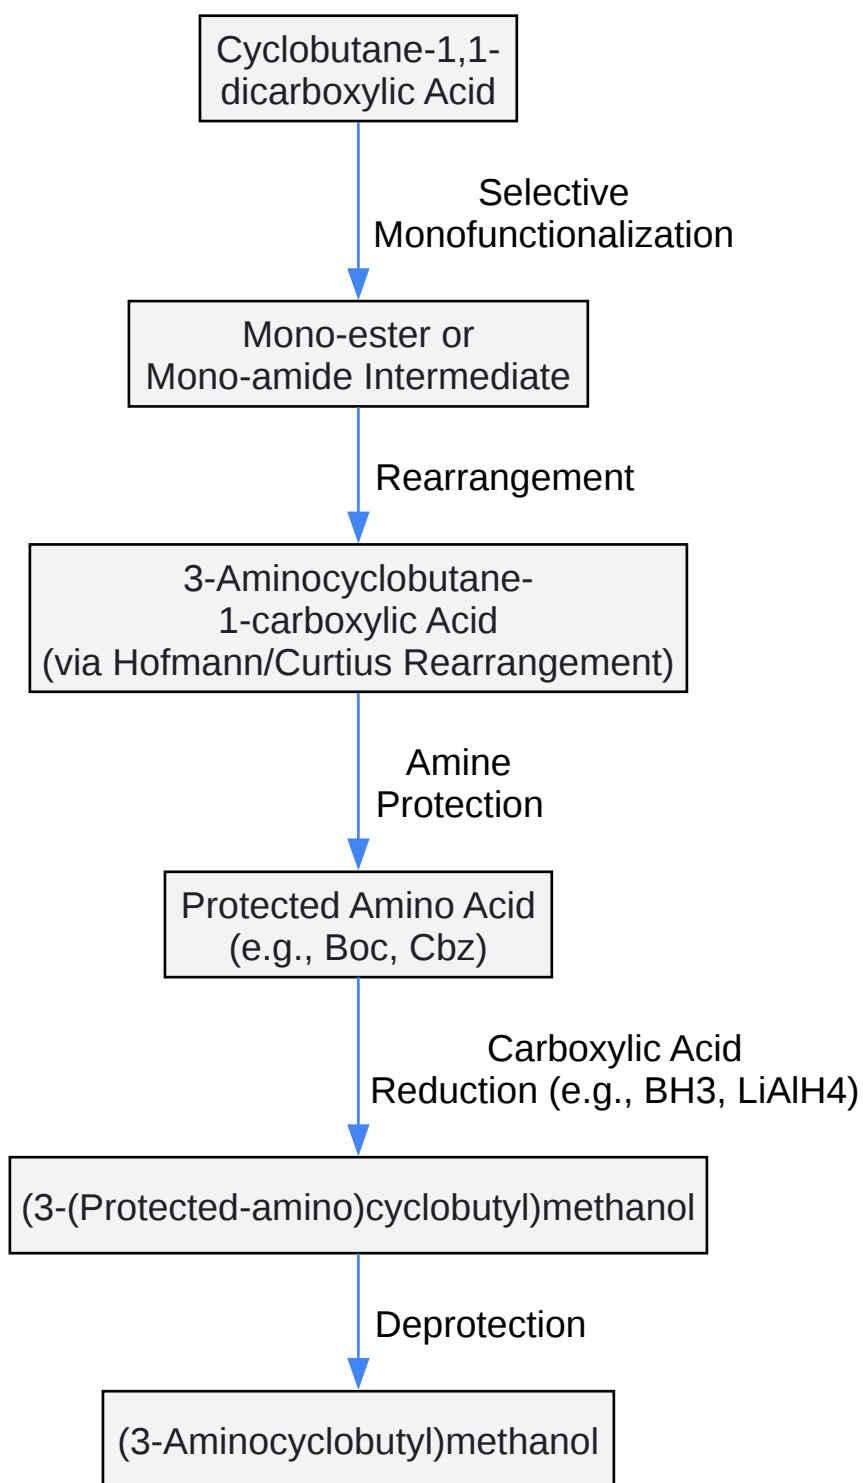 Cyclobutane-1,1-
dicarboxylic Acid
Selective
Monofunctionalization
Mono-ester or
Mono-amide Intermediate
Rearrangement
3-Aminocyclobutane-
1-carboxylic Acid
(via Hofmann/Curtius Rearrangement)
Amine
Protection
Protected Amino Acid
(e.g., Boc, Cbz)
Carboxylic Acid
Reduction (e.g., BH3, LiAlH4)
(3-(Protected-amino)cyclobutyl)methanol
Deprotection
(3-Aminocyclobutyl)methanol